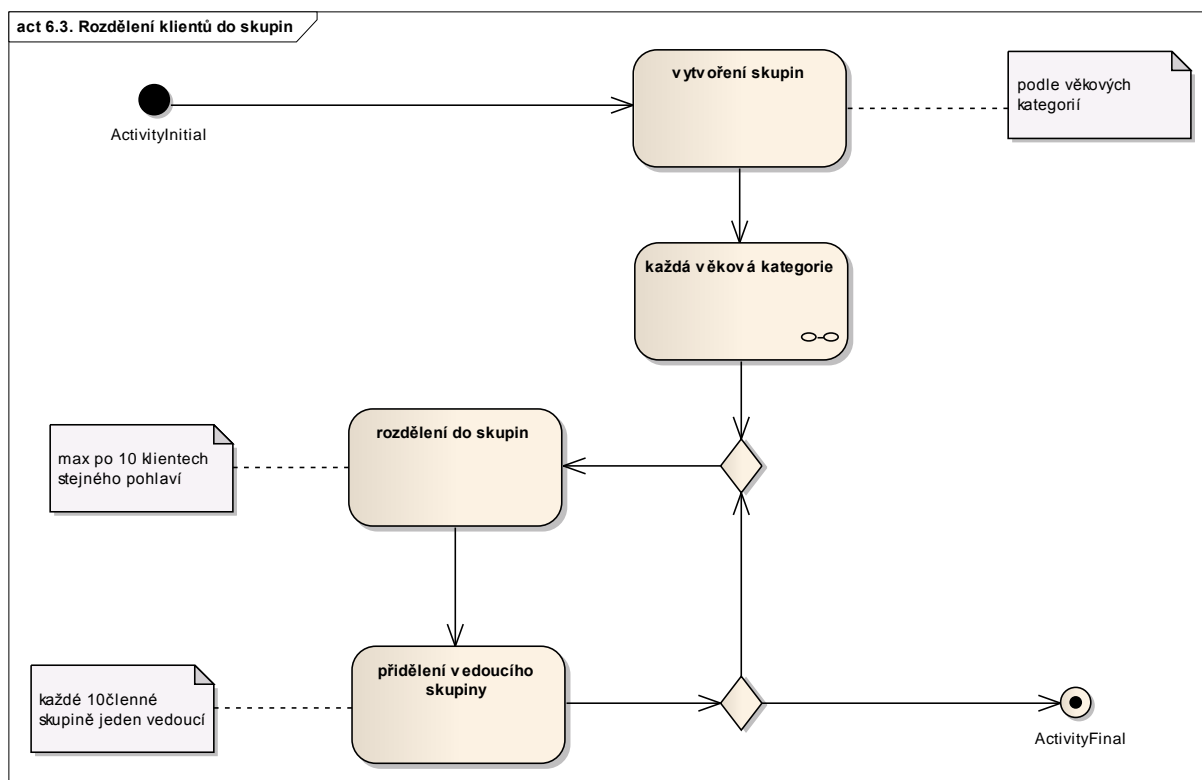 act 6.3. Rozdělení klientů do skupin
vytvoření skupin
podle věkových
kategorií
ActivityInitial
každá věková kategorie
rozdělení do skupin
max po 10 klientech
stejného pohlaví
přidělení vedoucího
skupiny
každé 10členné
skupině jeden vedoucí
ActivityFinal